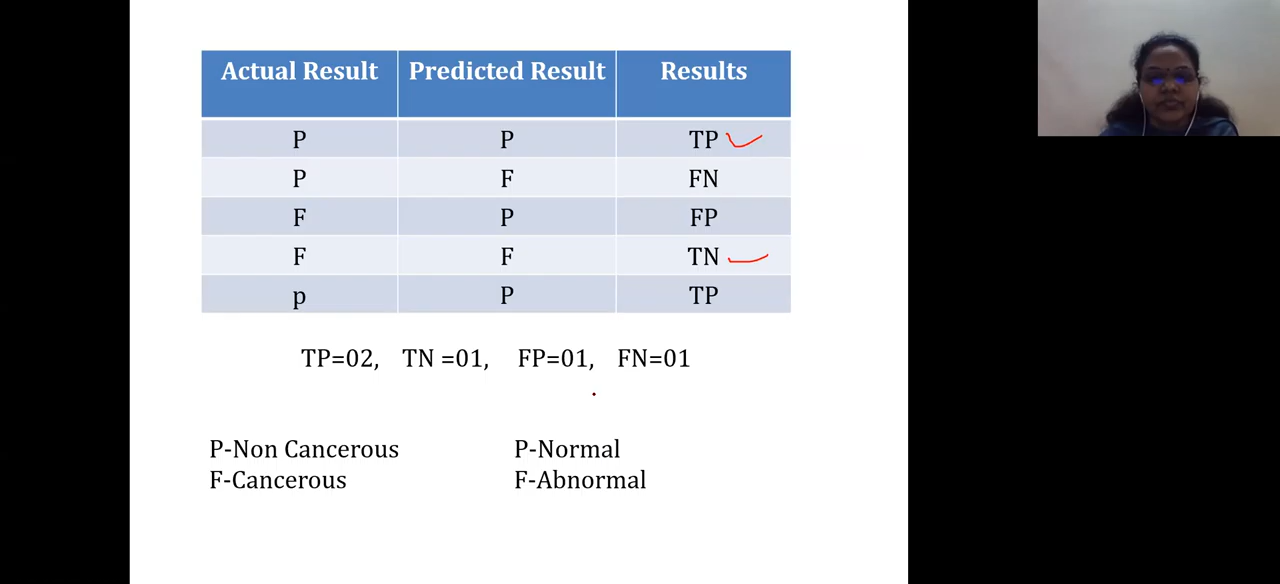 Actual Result Predicted Result Results
P P TP
P F FN
F P FP
F F TN
p P TP
TP=02, TN =01, FP=01, FN=01
P-Non Cancerous P-Normal
F-Cancerous F-Abnormal